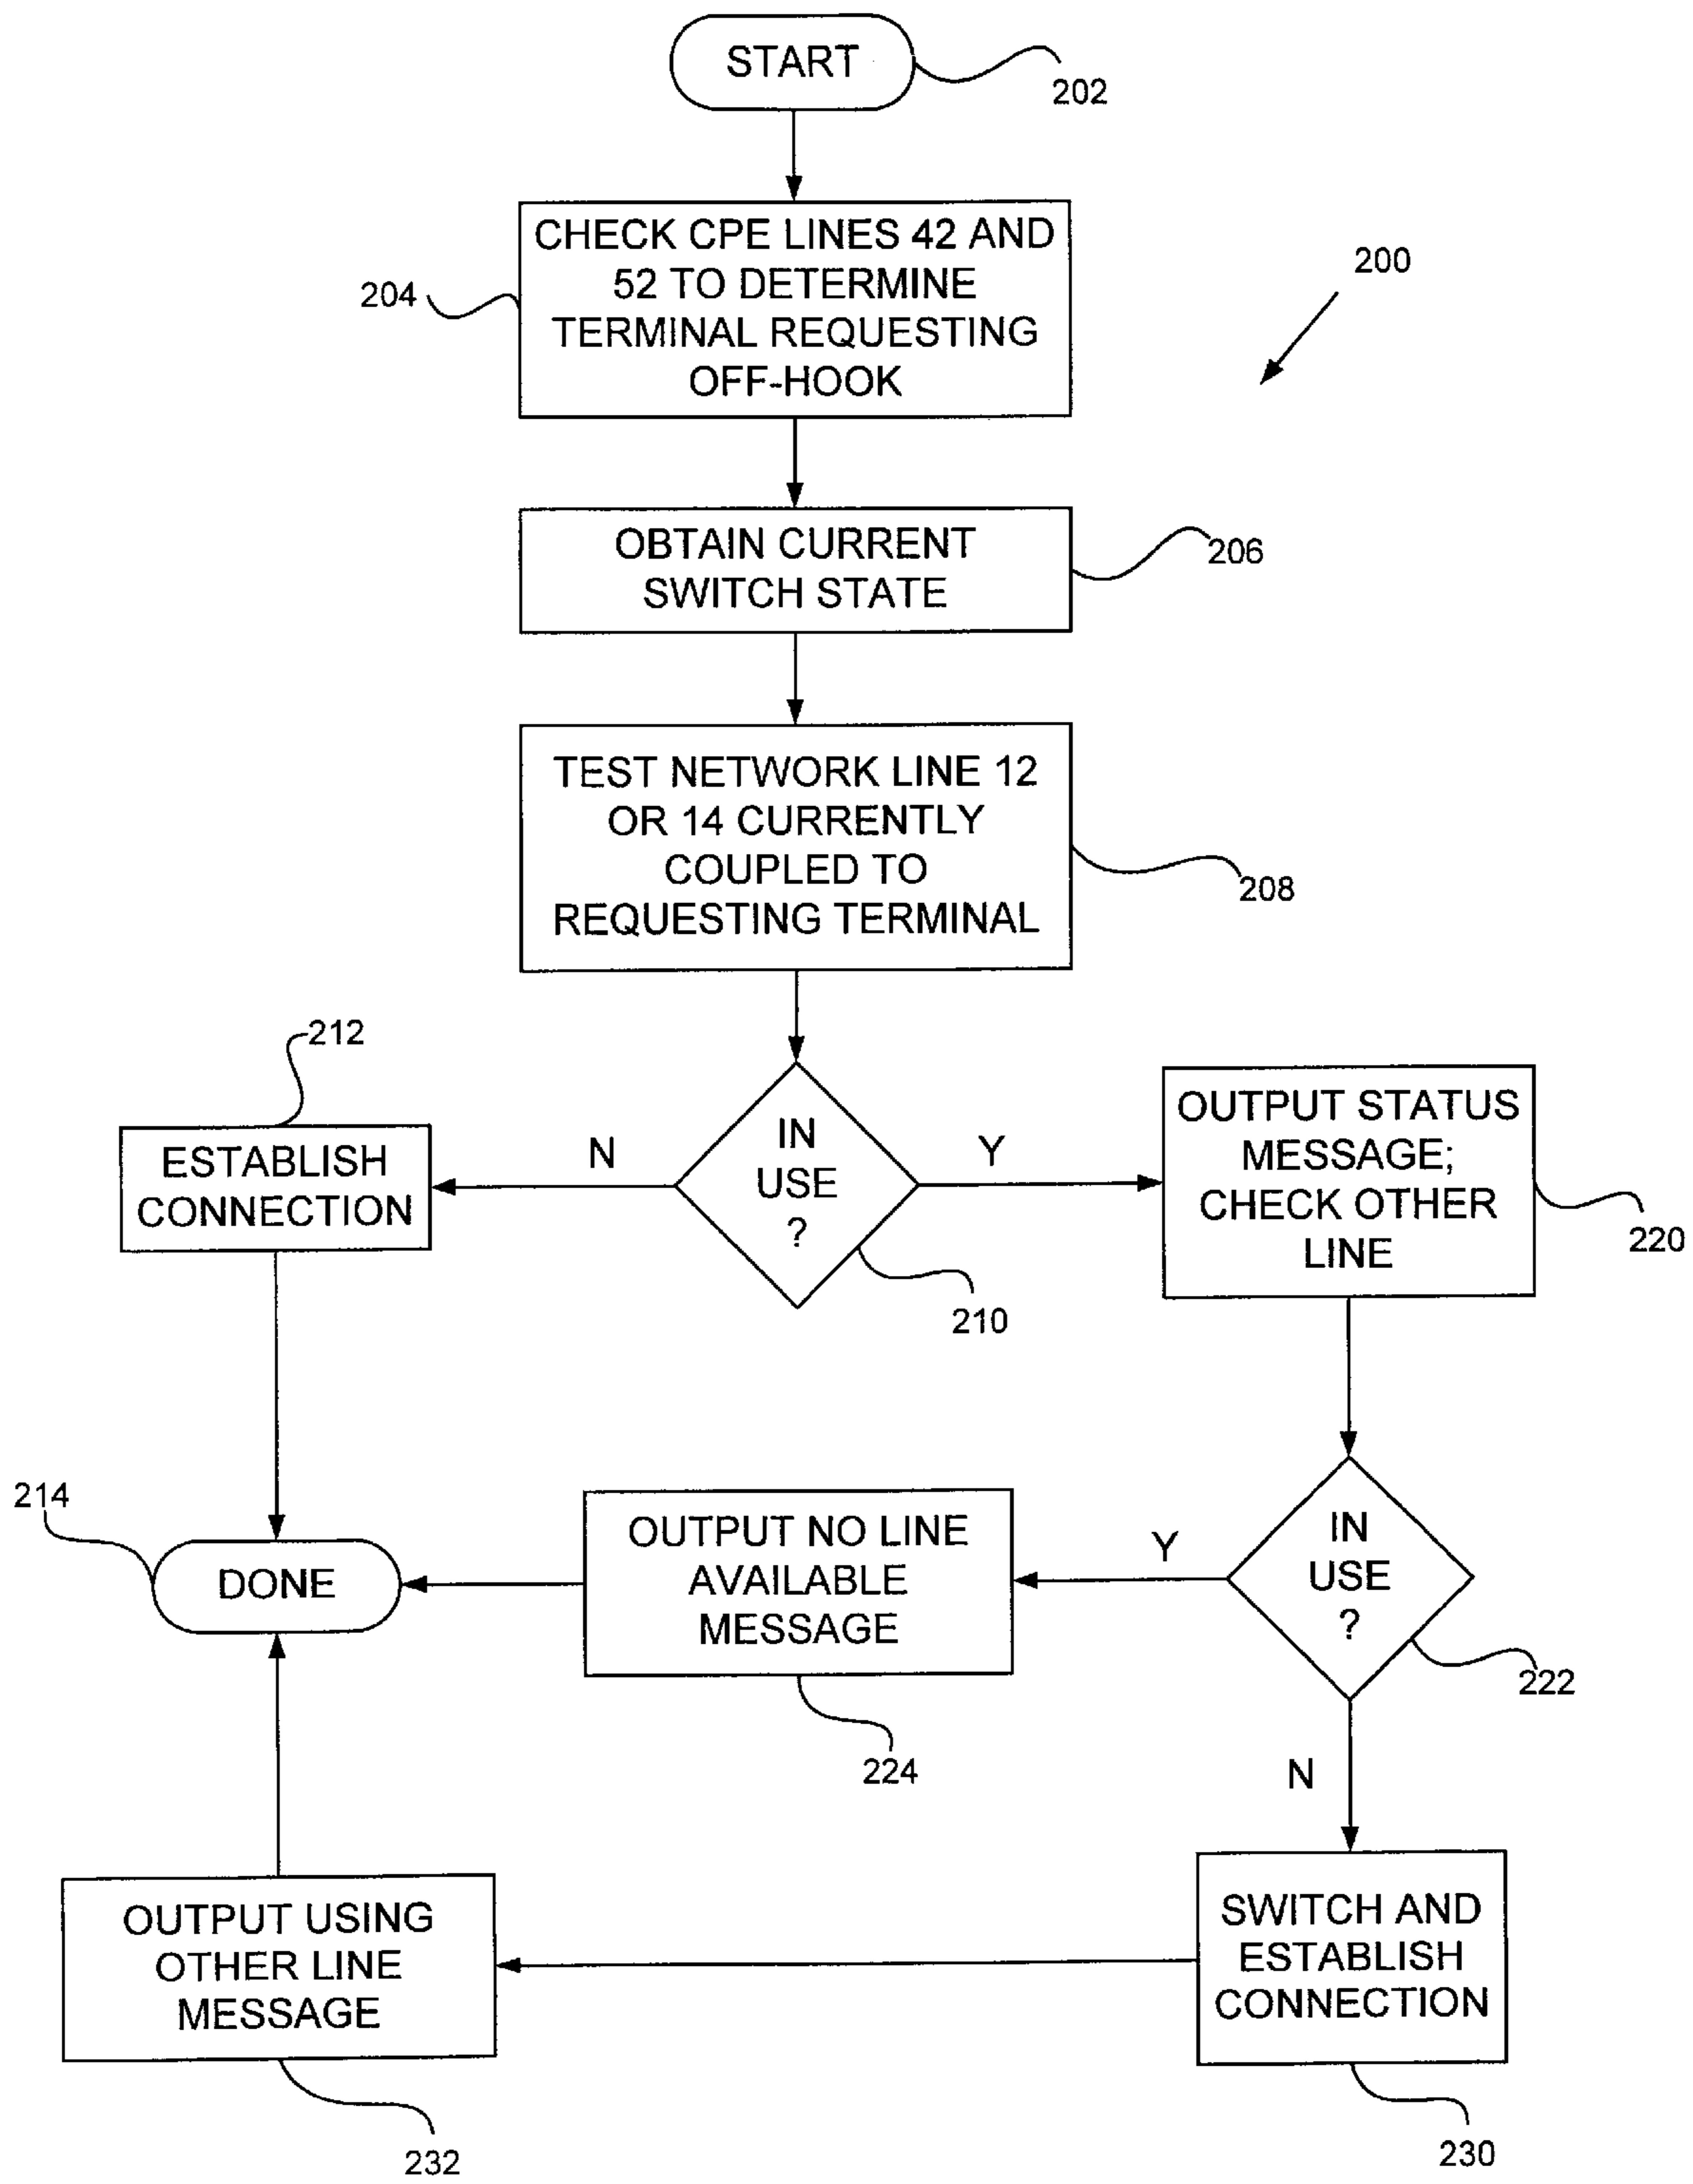 START
202
CHECK CPE LINES 42 AND
52 TO DETERMINE
TERMINAL REQUESTING
OFF-HOOK
204
200
OBTAIN CURRENT
SWITCH STATE
206
TEST NETWORK LINE 12
OR 14 CURRENTLY
COUPLED TO
REQUESTING TERMINAL
208
212
ESTABLISH
CONNECTION
N
IN
USE
?
Y
210
OUTPUT STATUS
MESSAGE;
CHECK OTHER
LINE
220
214
DONE
OUTPUT NO LINE
AVAILABLE
MESSAGE
224
Y
IN
USE
?
222
N
OUTPUT USING
OTHER LINE
MESSAGE
232
SWITCH AND
ESTABLISH
CONNECTION
230